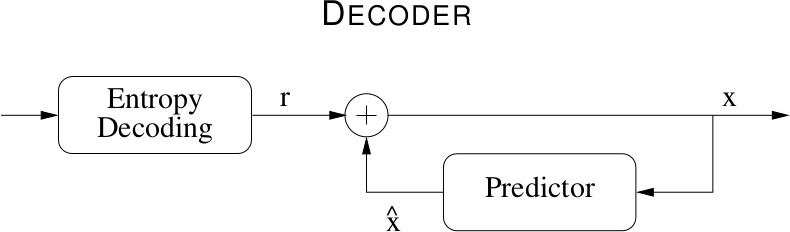 DECODER
Entropy
Decoding
r
+
x
Predictor
x̂